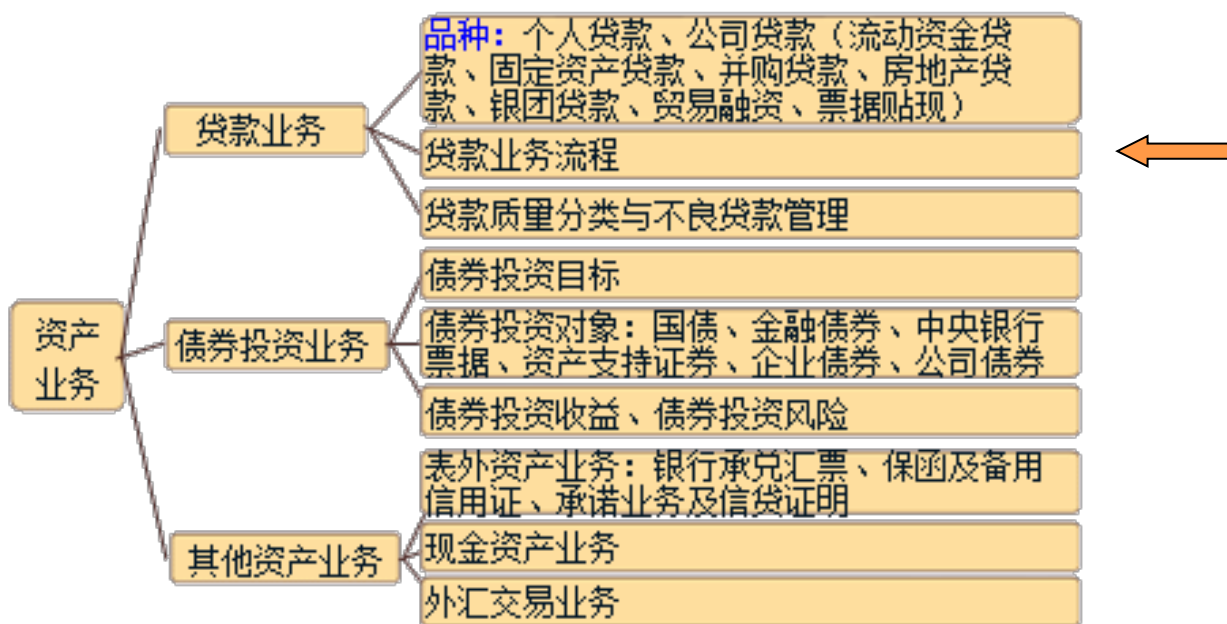 品种：个人贷款、公司贷款（流动资金贷
款、固定资产贷款、并购贷款、房地产贷
款、银团贷款、贸易融资、票据贴现）
贷款业务
贷款业务流程
贷款质量分类与不良贷款管理
债券投资目标
资产
业务
债券投资业务
债券投资对象：国债、金融债券、中央银行
票据、资产支持证券、企业债券、公司债券
债券投资收益、债券投资风险
表外资产业务：银行承兑汇票、保函及备用
信用证、承诺业务及信贷证明
其他资产业务
现金资产业务
外汇交易业务